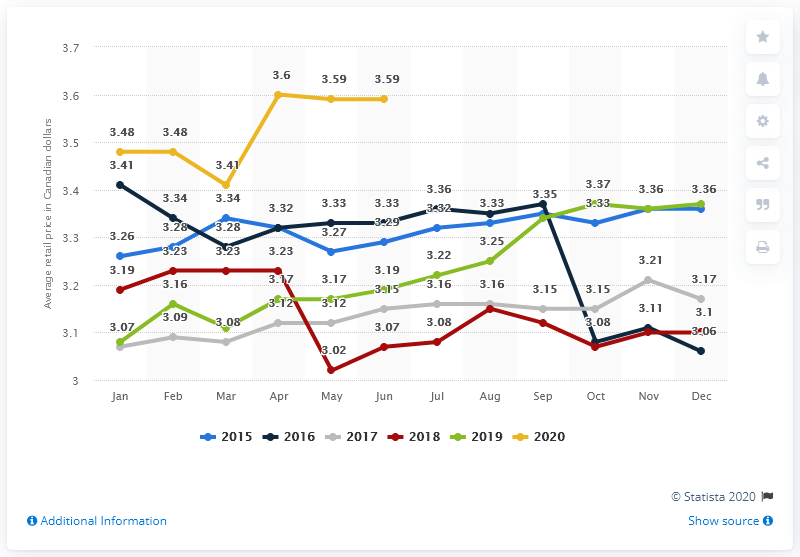 3.7
3.6
3.5
3.4
3.3
3.2
3.1
3
Average retail price in Canadian dollars
3.6 3.59 3.59
3.48 3.48
3.41 3.41
3.34 3.34 3.32 3.33 3.33 3.36 3.33 3.35 3.37 3.36 3.36
3.26 3.28 3.28 3.27 3.29 3.32 3.33
3.19 3.23 3.23 3.23 3.22 3.25 3.21
3.16 3.17 3.17 3.19 3.16 3.16 3.15 3.15 3.17
3.07 3.09 3.08 3.12 3.12 3.15 3.11 3.1
3.02 3.07 3.08 3.08 3.06
Jan Feb Mar Apr May Jun Jul Aug Sep Oct Nov Dec
2015 2016 2017 2018 2019 2020
© Statista 2020
Additional Information Show source